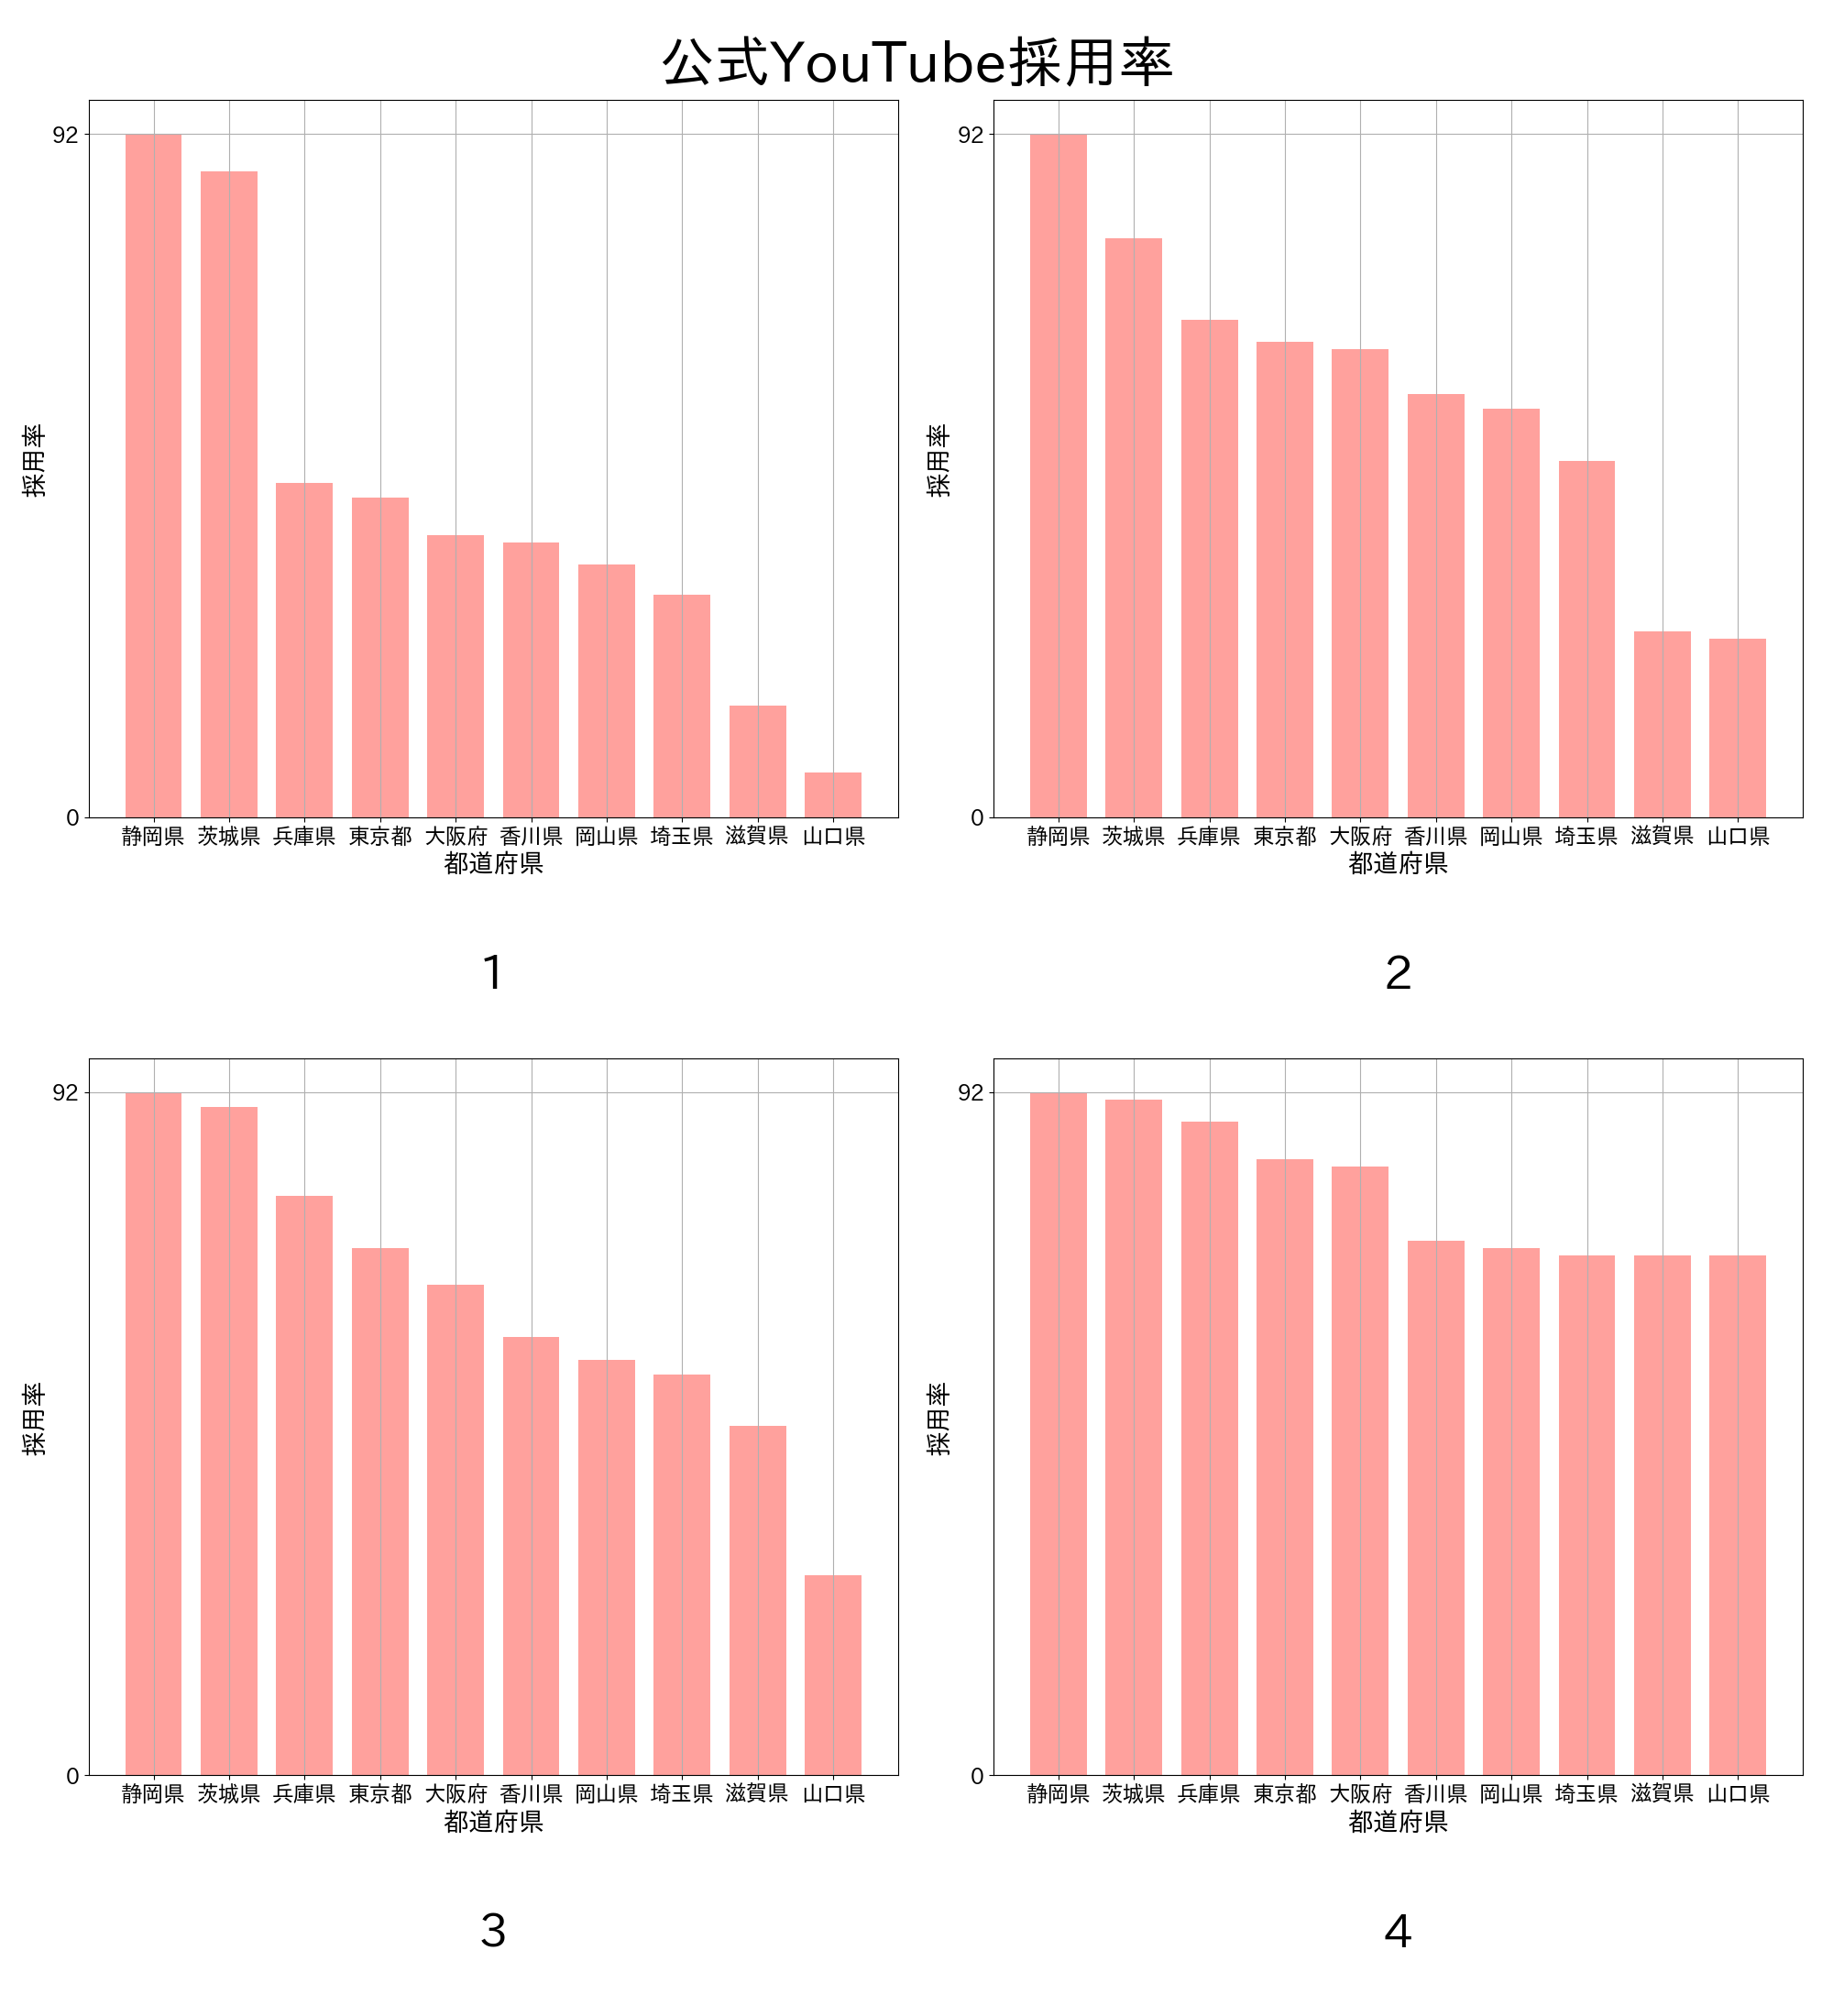 公式YouTube採用率
92
0
採用率
静岡県 茨城県 兵庫県 東京都 大阪府 香川県 岡山県 埼玉県 滋賀県 山口県
都道府県
1
92
0
採用率
静岡県 茨城県 兵庫県 東京都 大阪府 香川県 岡山県 埼玉県 滋賀県 山口県
都道府県
2
92
0
採用率
静岡県 茨城県 兵庫県 東京都 大阪府 香川県 岡山県 埼玉県 滋賀県 山口県
都道府県
3
92
0
採用率
静岡県 茨城県 兵庫県 東京都 大阪府 香川県 岡山県 埼玉県 滋賀県 山口県
都道府県
4